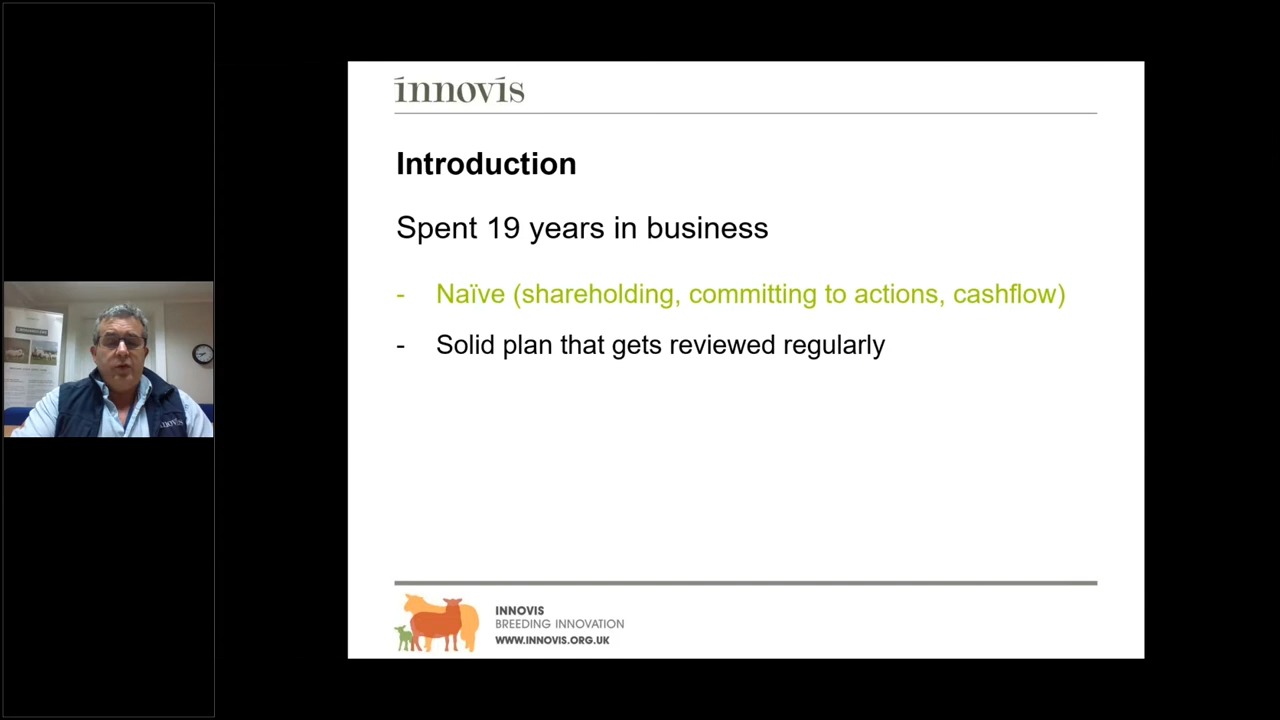 innovis
Introduction
Spent 19 years in business
- Naïve (shareholding, committing to actions, cashflow)
- Solid plan that gets reviewed regularly
INNOVIS
BREEDING INNOVATION
WWW.INNOVIS.ORG.UK